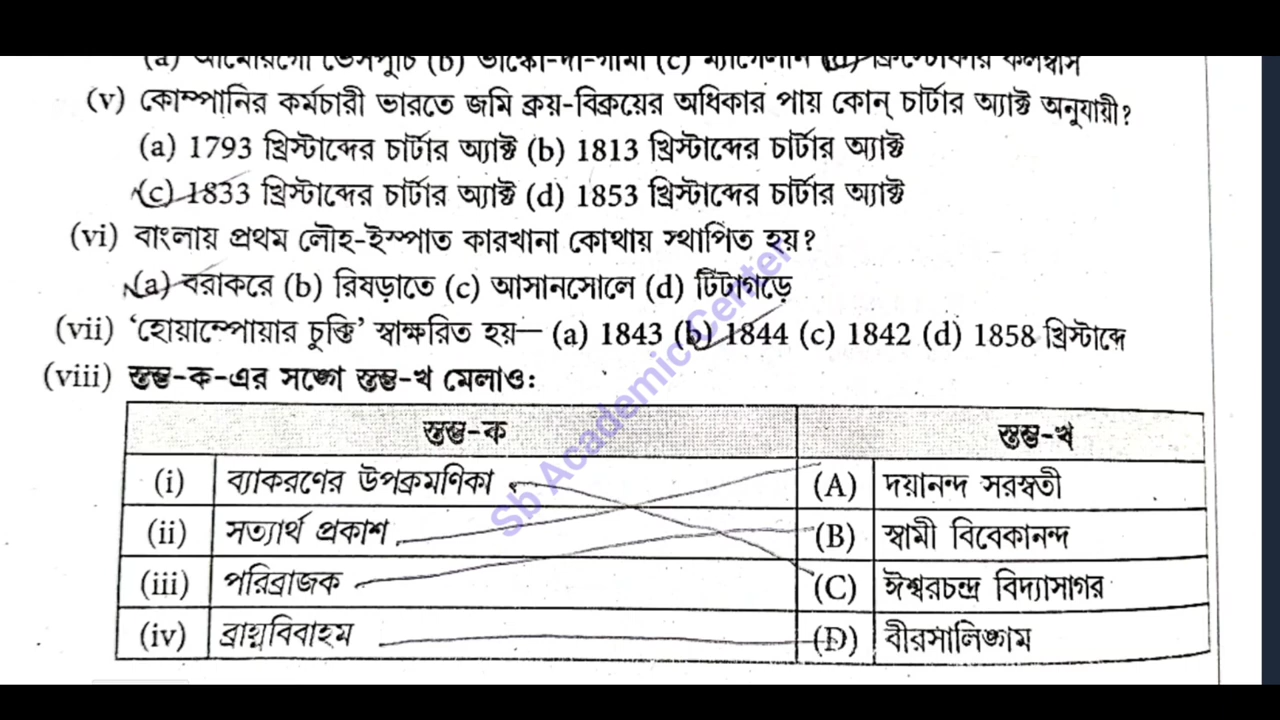 (a) আমেরিগো ভেসপুচি (b) ভাস্কো-দা-গামা (c) ম্যাগেলান (d) ক্রিস্টোফার কলম্বাস
(v) কোম্পানির কর্মচারী ভারতে জমি ক্রয়-বিক্রয়ের অধিকার পায় কোন্ চার্টার অ্যাক্ট অনুযায়ী?
(a) 1793 খ্রিস্টাব্দের চার্টার অ্যাক্ট (b) 1813 খ্রিস্টাব্দের চার্টার অ্যাক্ট
(c) 1833 খ্রিস্টাব্দের চার্টার অ্যাক্ট (d) 1853 খ্রিস্টাব্দের চার্টার অ্যাক্ট
(vi) বাংলায় প্রথম লৌহ-ইস্পাত কারখানা কোথায় স্থাপিত হয়?
(a) বরাকরে (b) রিষড়াতে (c) আসানসোলে (d) টিটাগড়ে
(vii) ‘হোয়াম্পোয়ার চুক্তি’ স্বাক্ষরিত হয়— (a) 1843 (b) 1844 (c) 1842 (d) 1858 খ্রিস্টাব্দে
(viii) স্তম্ভ-ক-এর সঙ্গে স্তম্ভ-খ মেলাও:
স্তম্ভ-ক স্তম্ভ-খ
(i) ব্যাকরণের উপক্রমণিকা (A) দয়ানন্দ সরস্বতী
(ii) সত্যার্থ প্রকাশ (B) স্বামী বিবেকানন্দ
(iii) পরিব্রাজক (C) ঈশ্বরচন্দ্র বিদ্যাসাগর
(iv) ব্রাহ্মবিবাহম (D) বীরসালিঙ্গাম
Sb Academic Center